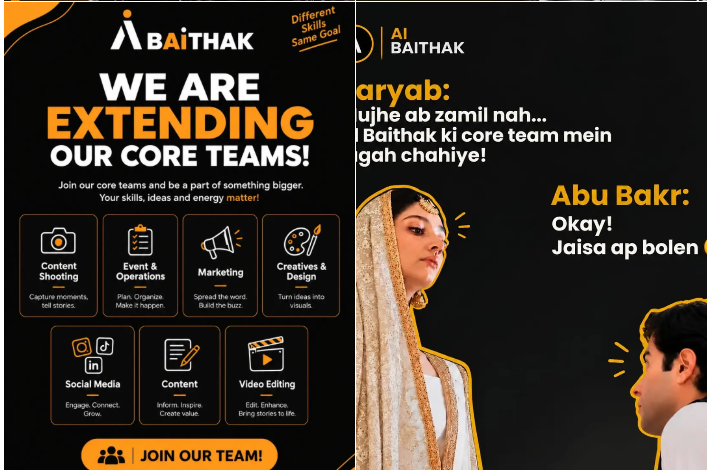 BAiTHAK
Different
Skills
Same Goal
WE ARE
EXTENDING
OUR CORE TEAMS!
Join our core teams and be a part of something bigger.
Your skills, ideas and energy matter!
Content
Shooting
Capture moments,
tell stories.
Event &
Operations
Plan. Organize.
Make it happen.
Marketing
Spread the word.
Build the buzz.
Creatives &
Design
Turn ideas into
visuals.
Social Media
Engage. Connect.
Grow.
Content
Inform. Inspire.
Create value.
Video Editing
Edit. Enhance.
Bring stories to life.
JOIN OUR TEAM!
AI
BAITHAK
aryab:
ujhe ab zamil nah...
Baithak ki core team mein
gah chahiye!
Abu Bakr:
Okay!
Jaisa ap bolen